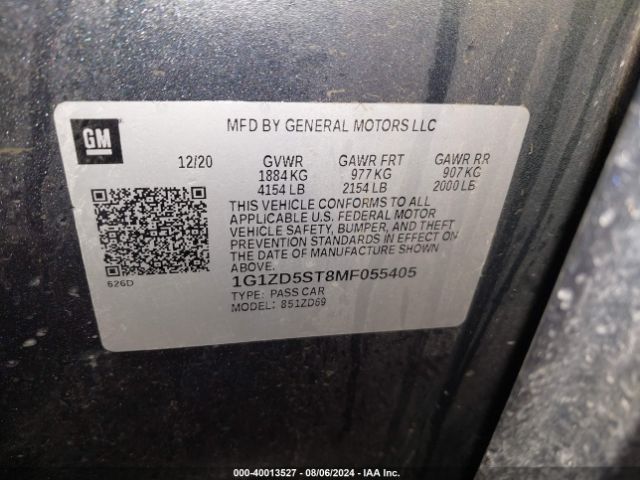 GM
MFD BY GENERAL MOTORS LLC
12/20 GVWR GAWR FRT GAWR RR
1884 KG 977 KG 907 KG
4154 LB 2154 LB 2000 LB
THIS VEHICLE CONFORMS TO ALL
APPLICABLE U.S. FEDERAL MOTOR
VEHICLE SAFETY, BUMPER, AND THEFT
PREVENTION STANDARDS IN EFFECT ON
THE DATE OF MANUFACTURE SHOWN
ABOVE.
626D
1G1ZD5ST8MF055405
TYPE: PASS CAR
MODEL: 851ZD69
000-40013527 - 08/06/2024 - IAA Inc.